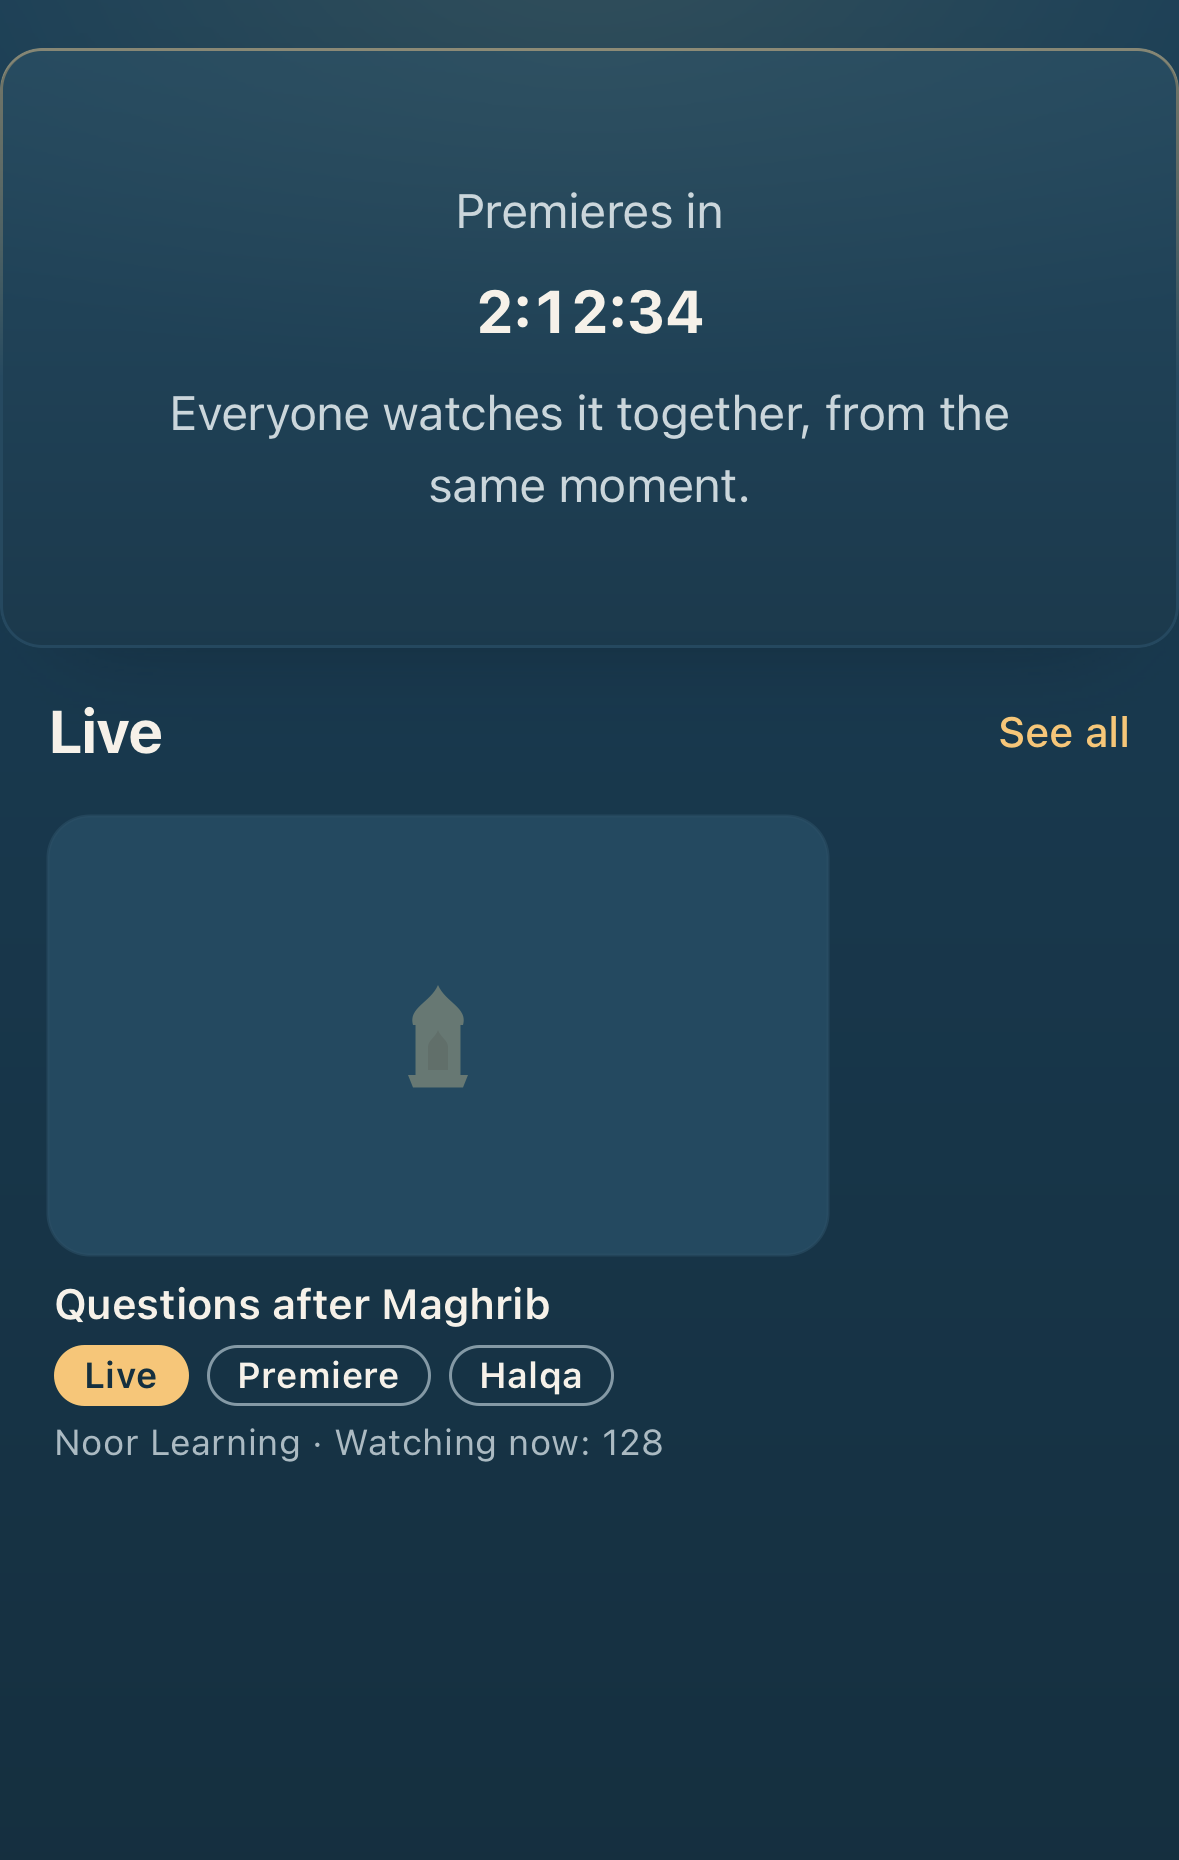 Premieres in
2:12:34
Everyone watches it together, from the
same moment.
Live
See all
Questions after Maghrib
Live
Premiere
Halqa
Noor Learning · Watching now: 128